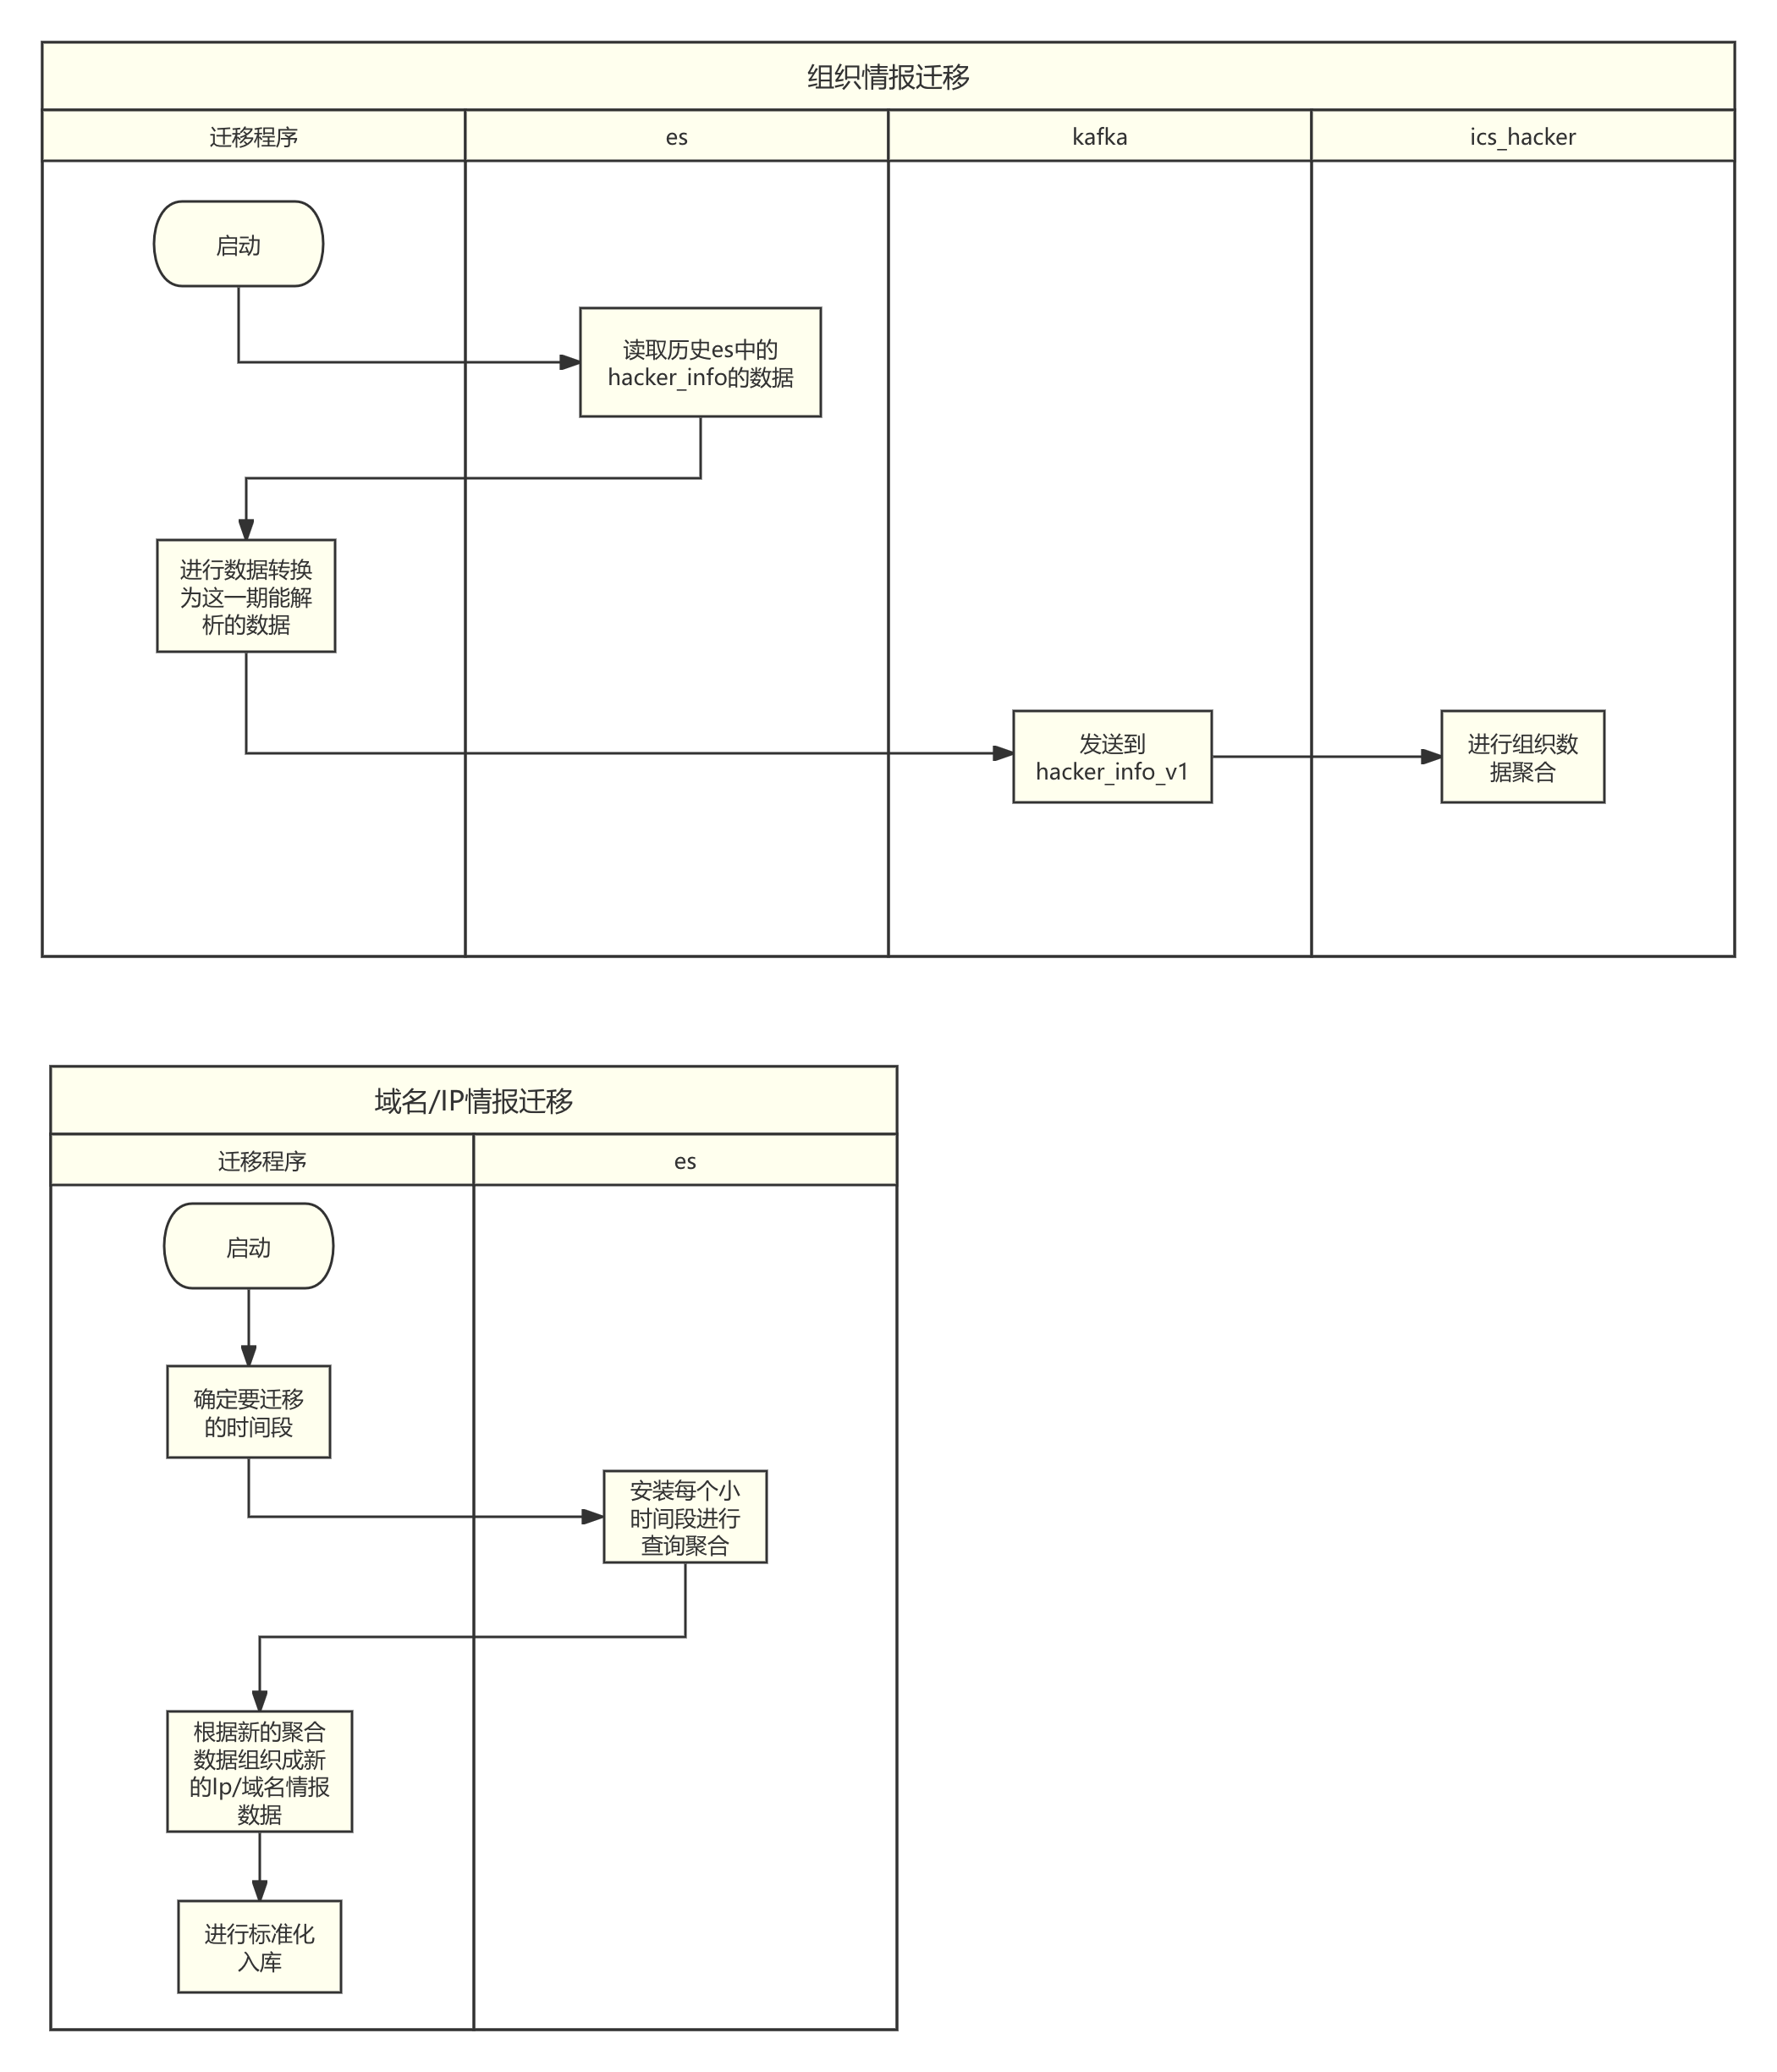 组织情报迁移
迁移程序
es
kafka
ics_hacker
启动
读取历史es中的
hacker_info的数据
进行数据转换
为这一期能解
析的数据
发送到
hacker_info_v1
进行组织数
据聚合
域名/IP情报迁移
迁移程序
es
启动
确定要迁移
的时间段
安装每个小
时间段进行
查询聚合
根据新的聚合
数据组织成新
的Ip/域名情报
数据
进行标准化
入库